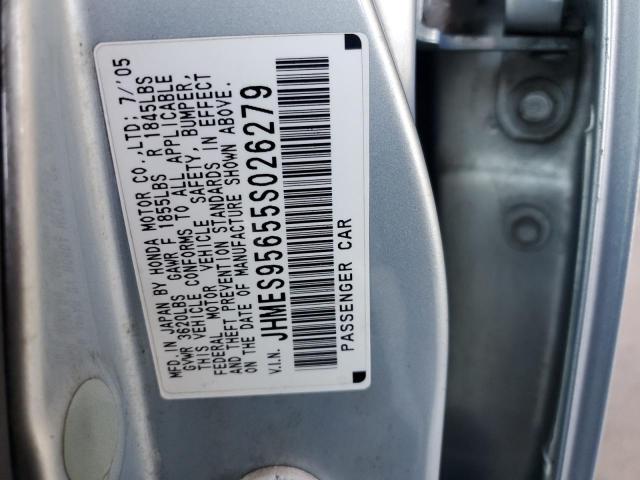 MFD. IN JAPAN BY HONDA MOTOR CO.,LTD; 7/'05
GVWR 3620LBS GAWR F 1855LBS R 1845LBS
THIS VEHICLE CONFORMS TO ALL APPLICABLE
FEDERAL MOTOR VEHICLE SAFETY, BUMPER,
AND THEFT PREVENTION STANDARDS IN EFFECT
ON THE DATE OF MANUFACTURE SHOWN ABOVE.
V.I.N. JHMES95655S026279
PASSENGER CAR